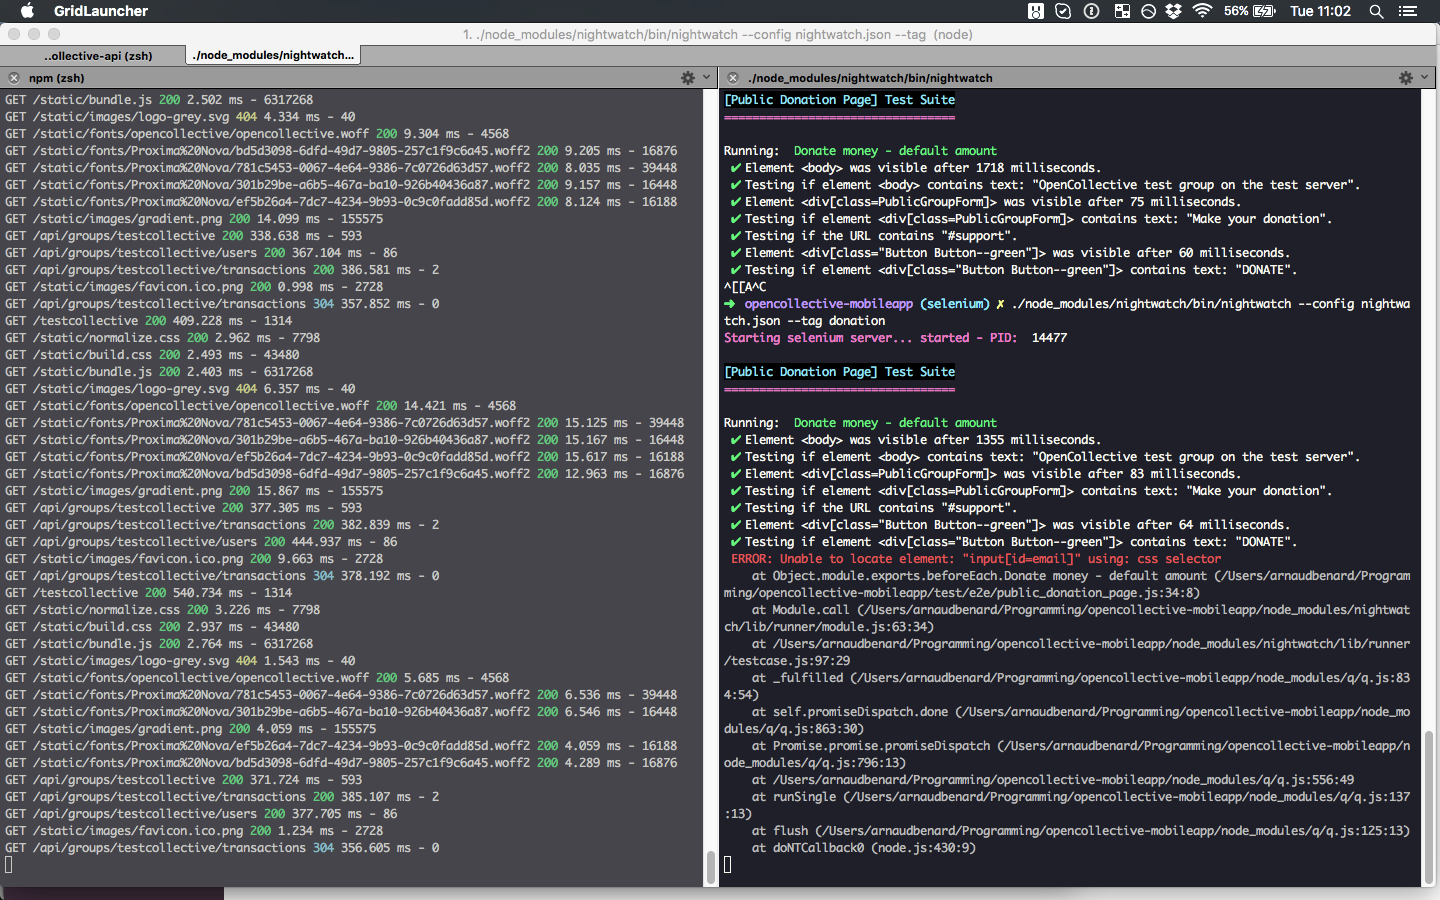 GridLauncher
56%
Tue 11:02
1. ./node_modules/nightwatch/bin/nightwatch --config nightwatch.json --tag (node)
..ollective-api (zsh)
./node_modules/nightwatch...
npm (zsh)
GET /static/bundle.js 200 2.502 ms - 6317268
GET /static/images/logo-grey.svg 404 4.334 ms - 40
GET /static/fonts/opencollective/opencollective.woff 200 9.304 ms - 4568
GET /static/fonts/Proxima%20Nova/bd5d3098-6dfd-49d7-9805-257c1f9c6a45.woff2 200 9.205 ms - 16876
GET /static/fonts/Proxima%20Nova/781c5453-0067-4e64-9386-7c0726d63d57.woff2 200 8.035 ms - 39448
GET /static/fonts/Proxima%20Nova/301b29be-a6b5-467a-ba10-926b40436a87.woff2 200 9.157 ms - 16448
GET /static/fonts/Proxima%20Nova/ef5b26a4-7dc7-4234-9b93-0c9c0fadd85d.woff2 200 8.124 ms - 16188
GET /static/images/gradient.png 200 14.099 ms - 155575
GET /api/groups/testcollective 200 338.638 ms - 593
GET /api/groups/testcollective/users 200 367.104 ms - 86
GET /api/groups/testcollective/transactions 200 386.581 ms - 2
GET /static/images/favicon.ico.png 200 0.998 ms - 2728
GET /api/groups/testcollective/transactions 304 357.852 ms - 0
GET /testcollective 200 409.228 ms - 1314
GET /static/normalize.css 200 2.962 ms - 7798
GET /static/build.css 200 2.493 ms - 43480
GET /static/bundle.js 200 2.403 ms - 6317268
GET /static/images/logo-grey.svg 404 6.357 ms - 40
GET /static/fonts/opencollective/opencollective.woff 200 14.421 ms - 4568
GET /static/fonts/Proxima%20Nova/781c5453-0067-4e64-9386-7c0726d63d57.woff2 200 15.125 ms - 39448
GET /static/fonts/Proxima%20Nova/301b29be-a6b5-467a-ba10-926b40436a87.woff2 200 15.167 ms - 16448
GET /static/fonts/Proxima%20Nova/ef5b26a4-7dc7-4234-9b93-0c9c0fadd85d.woff2 200 15.617 ms - 16188
GET /static/fonts/Proxima%20Nova/bd5d3098-6dfd-49d7-9805-257c1f9c6a45.woff2 200 12.963 ms - 16876
GET /static/images/gradient.png 200 15.867 ms - 155575
GET /api/groups/testcollective 200 377.305 ms - 593
GET /api/groups/testcollective/transactions 200 382.839 ms - 2
GET /api/groups/testcollective/users 200 444.937 ms - 86
GET /static/images/favicon.ico.png 200 9.663 ms - 2728
GET /api/groups/testcollective/transactions 304 378.192 ms - 0
GET /testcollective 200 540.734 ms - 1314
GET /static/normalize.css 200 3.226 ms - 7798
GET /static/build.css 200 2.937 ms - 43480
GET /static/bundle.js 200 2.764 ms - 6317268
GET /static/images/logo-grey.svg 404 1.543 ms - 40
GET /static/fonts/opencollective/opencollective.woff 200 5.685 ms - 4568
GET /static/fonts/Proxima%20Nova/781c5453-0067-4e64-9386-7c0726d63d57.woff2 200 6.536 ms - 39448
GET /static/fonts/Proxima%20Nova/301b29be-a6b5-467a-ba10-926b40436a87.woff2 200 6.546 ms - 16448
GET /static/images/gradient.png 200 4.059 ms - 155575
GET /static/fonts/Proxima%20Nova/ef5b26a4-7dc7-4234-9b93-0c9c0fadd85d.woff2 200 4.059 ms - 16188
GET /static/fonts/Proxima%20Nova/bd5d3098-6dfd-49d7-9805-257c1f9c6a45.woff2 200 4.289 ms - 16876
GET /api/groups/testcollective 200 371.724 ms - 593
GET /api/groups/testcollective/transactions 200 385.107 ms - 2
GET /api/groups/testcollective/users 200 377.705 ms - 86
GET /static/images/favicon.ico.png 200 1.234 ms - 2728
GET /api/groups/testcollective/transactions 304 356.605 ms - 0
./node_modules/nightwatch/bin/nightwatch
[Public Donation Page] Test Suite
=================================
Running:  Donate money - default amount
✔ Element <body> was visible after 1718 milliseconds.
✔ Testing if element <body> contains text: "OpenCollective test group on the test server".
✔ Element <div[class=PublicGroupForm]> was visible after 75 milliseconds.
✔ Testing if element <div[class=PublicGroupForm]> contains text: "Make your donation".
✔ Testing if the URL contains "#support".
✔ Element <div[class="Button Button--green"]> was visible after 60 milliseconds.
✔ Testing if element <div[class="Button Button--green"]> contains text: "DONATE".
^[[A^C
➜ opencollective-mobileapp (selenium) ✗ ./node_modules/nightwatch/bin/nightwatch --config nightwa
tch.json --tag donation
Starting selenium server... started - PID:  14477
[Public Donation Page] Test Suite
=================================
Running:  Donate money - default amount
✔ Element <body> was visible after 1355 milliseconds.
✔ Testing if element <body> contains text: "OpenCollective test group on the test server".
✔ Element <div[class=PublicGroupForm]> was visible after 83 milliseconds.
✔ Testing if element <div[class=PublicGroupForm]> contains text: "Make your donation".
✔ Testing if the URL contains "#support".
✔ Element <div[class="Button Button--green"]> was visible after 64 milliseconds.
✔ Testing if element <div[class="Button Button--green"]> contains text: "DONATE".
ERROR: Unable to locate element: "input[id=email]" using: css selector
at Object.module.exports.beforeEach.Donate money - default amount (/Users/arnaudbenard/Program
ming/opencollective-mobileapp/test/e2e/public_donation_page.js:34:8)
at Module.call (/Users/arnaudbenard/Programming/opencollective-mobileapp/node_modules/nightwat
ch/lib/runner/module.js:63:34)
at /Users/arnaudbenard/Programming/opencollective-mobileapp/node_modules/nightwatch/lib/runner
/testcase.js:97:29
at _fulfilled (/Users/arnaudbenard/Programming/opencollective-mobileapp/node_modules/q/q.js:83
4:54)
at self.promiseDispatch.done (/Users/arnaudbenard/Programming/opencollective-mobileapp/node_mo
dules/q/q.js:863:30)
at Promise.promise.promiseDispatch (/Users/arnaudbenard/Programming/opencollective-mobileapp/n
ode_modules/q/q.js:796:13)
at /Users/arnaudbenard/Programming/opencollective-mobileapp/node_modules/q/q.js:556:49
at runSingle (/Users/arnaudbenard/Programming/opencollective-mobileapp/node_modules/q/q.js:137
:13)
at flush (/Users/arnaudbenard/Programming/opencollective-mobileapp/node_modules/q/q.js:125:13)
at doNTCallback0 (node.js:430:9)